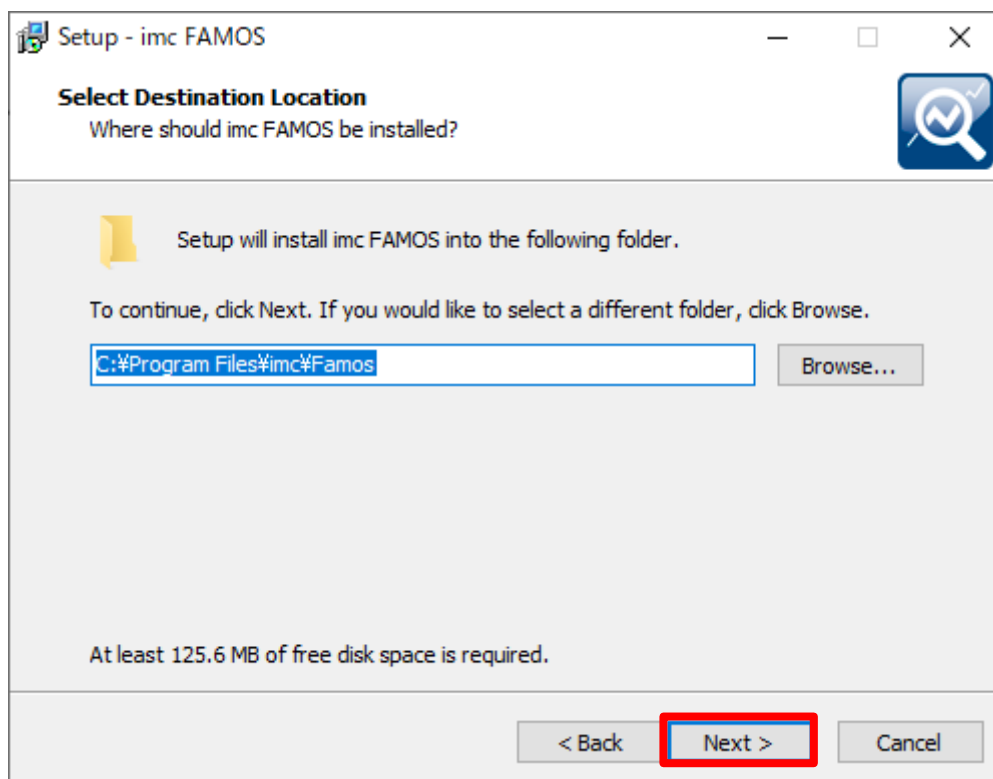 Setup - imc FAMOS
Select Destination Location
Where should imc FAMOS be installed?
Setup will install imc FAMOS into the following folder.
To continue, click Next. If you would like to select a different folder, click Browse.
C:¥Program Files¥imc¥Famos
Browse...
At least 125.6 MB of free disk space is required.
< Back Next > Cancel